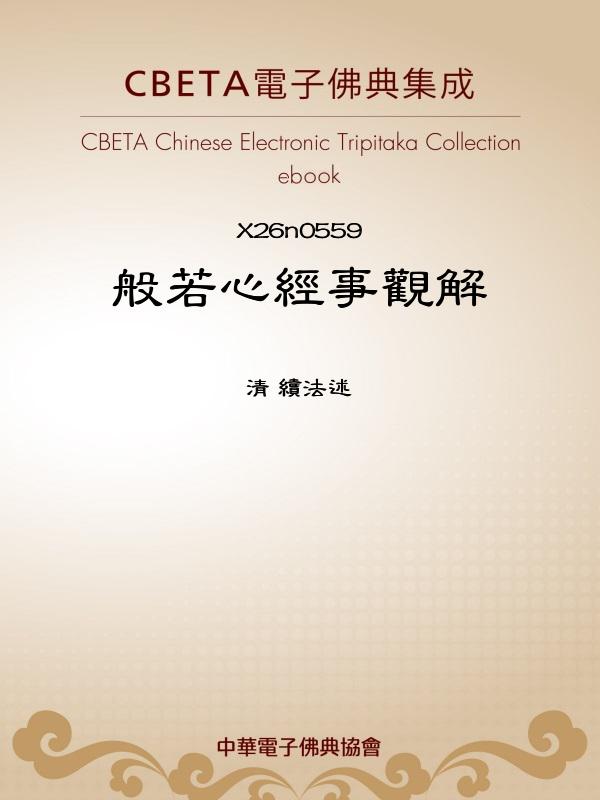 CBETA電子佛典集成
CBETA Chinese Electronic Tripitaka Collection
ebook
X26n0559
般若心經事觀解
清 續法述
中華電子佛典協會